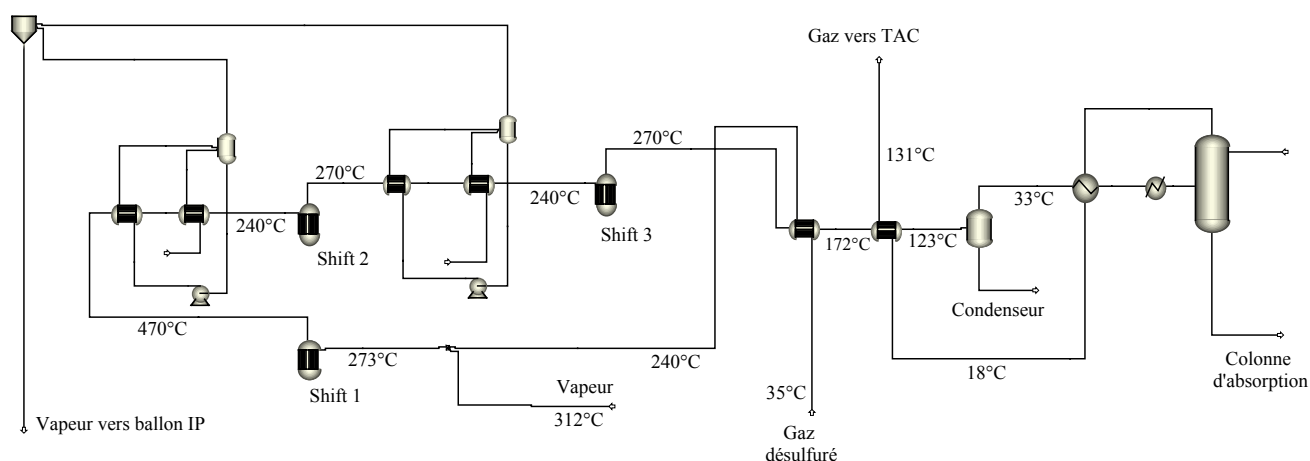 Gaz vers TAC
270°C
131°C
270°C
240°C
33°C
240°C
Shift 3
Shift 2
172°C
123°C
Condenseur
470°C
273°C
240°C
18°C
Colonne
d'absorption
Shift 1
Vapeur
35°C
312°C
Vapeur vers ballon IP
Gaz
désulfuré